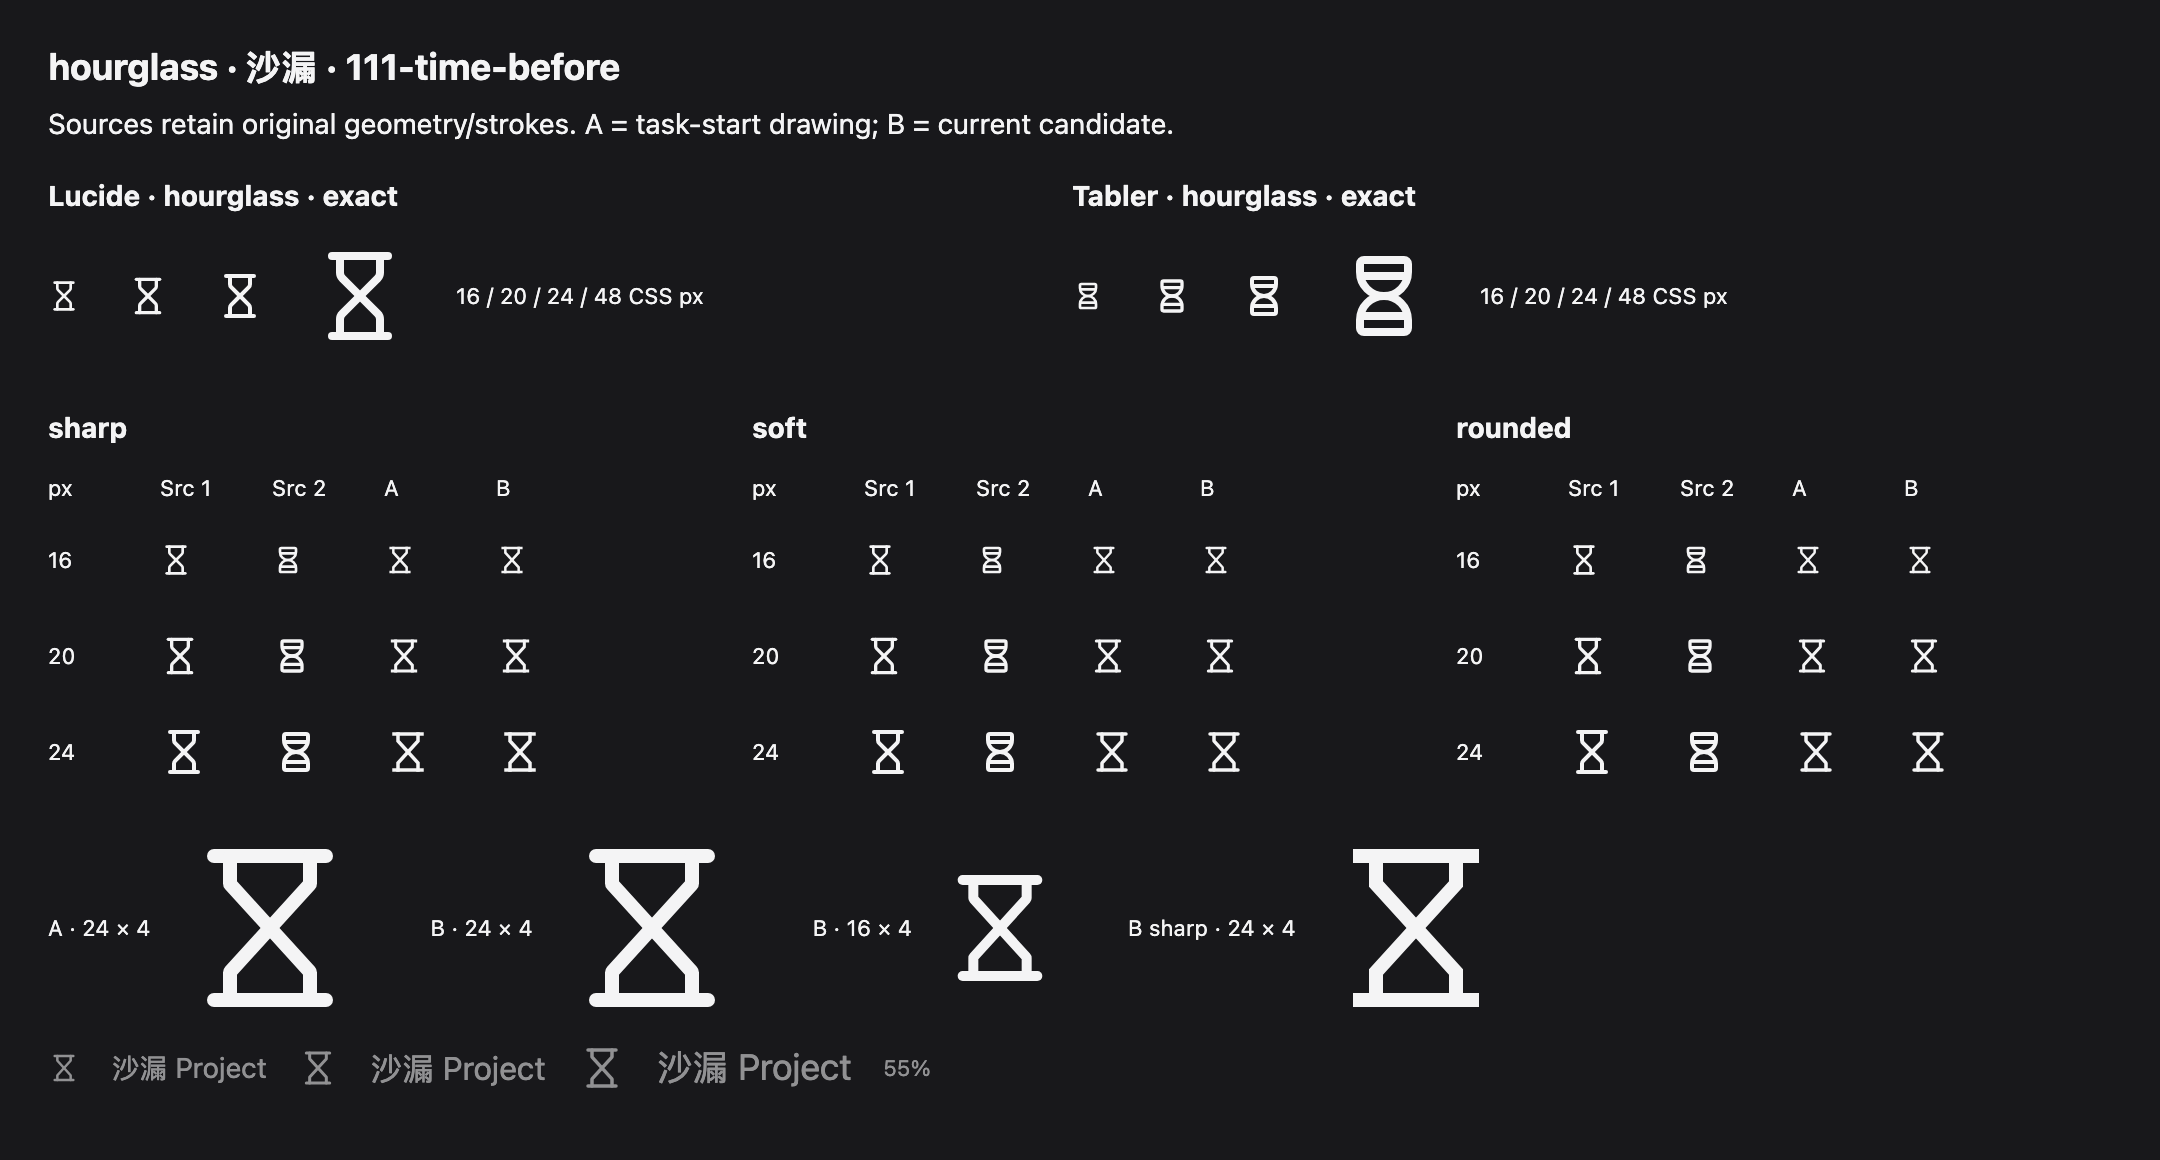 hourglass · 沙漏 · 111-time-before
Sources retain original geometry/strokes. A = task-start drawing; B = current candidate.
Lucide · hourglass · exact
Tabler · hourglass · exact
16 / 20 / 24 / 48 CSS px
16 / 20 / 24 / 48 CSS px
sharp
px Src 1 Src 2 A B
16
20
24
soft
px Src 1 Src 2 A B
16
20
24
rounded
px Src 1 Src 2 A B
16
20
24
A · 24 × 4
B · 24 × 4
B · 16 × 4
B sharp · 24 × 4
沙漏 Project 沙漏 Project 沙漏 Project 55%